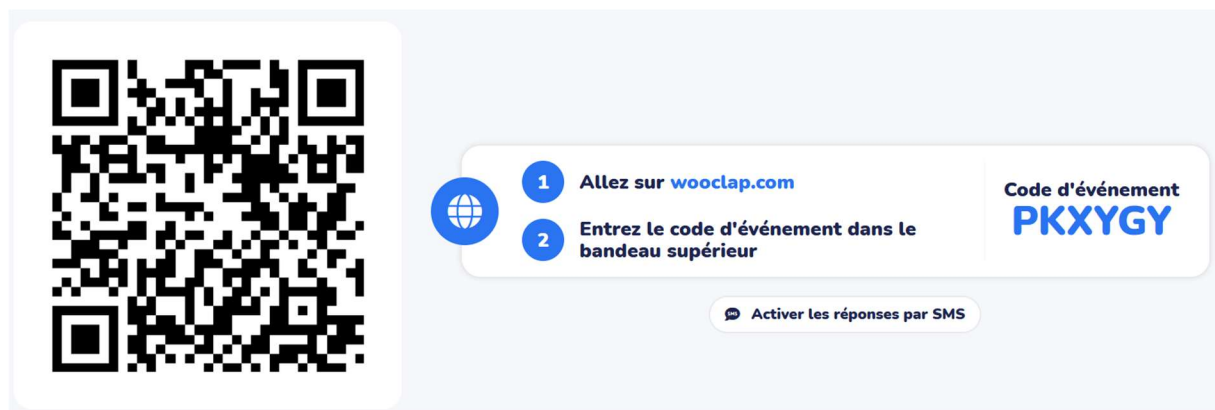 1 Allez sur wooclap.com
2 Entrez le code d'événement dans le
bandeau supérieur
Code d'événement
PKXYGY
SMS Activer les réponses par SMS